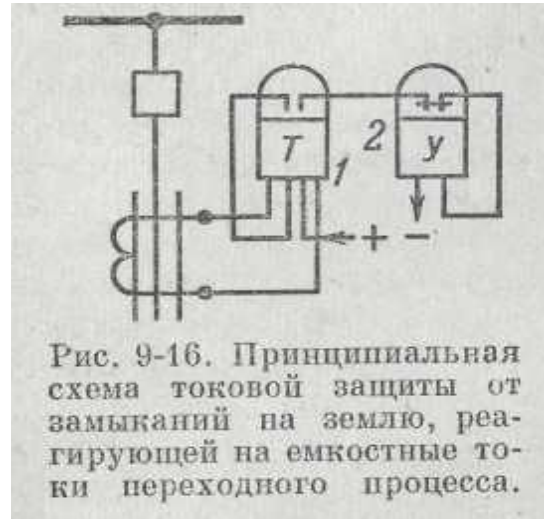 Т
1
2
У
+ −
Рис. 9-16. Принципиальная
схема токовой защиты от
замыканий на землю, реа-
гирующей на емкостные то-
ки переходного процесса.